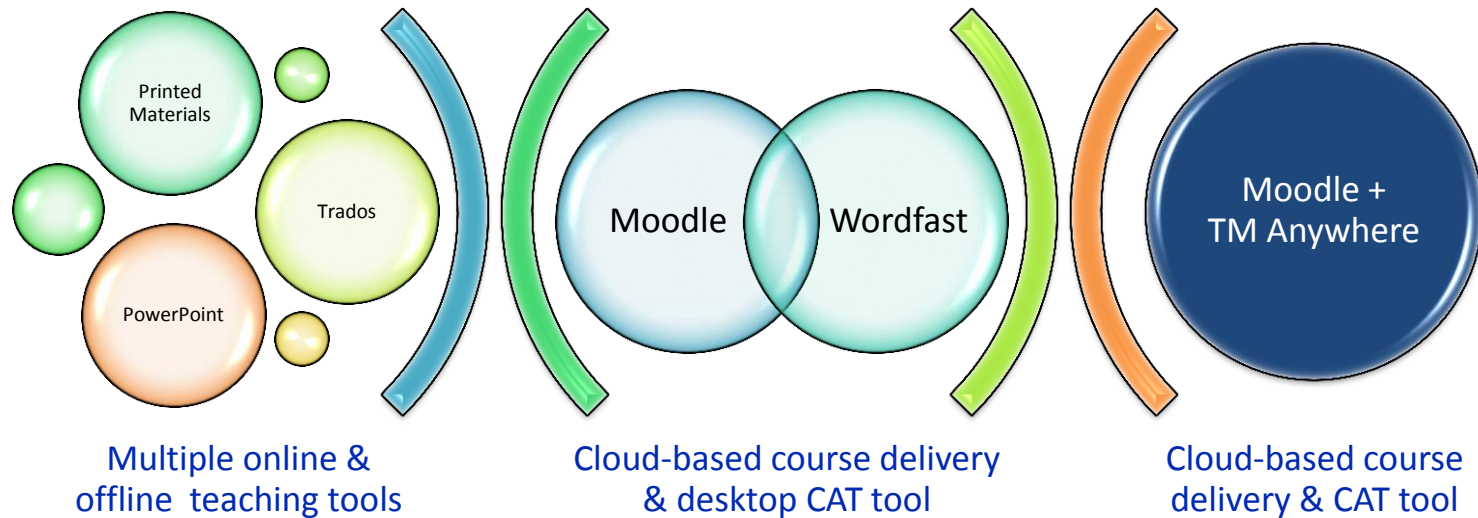 Printed
Materials
Trados
PowerPoint
Moodle
Wordfast
Moodle +
TM Anywhere
Multiple online &
offline  teaching tools
Cloud-based course delivery
& desktop CAT tool
Cloud-based course
delivery & CAT tool